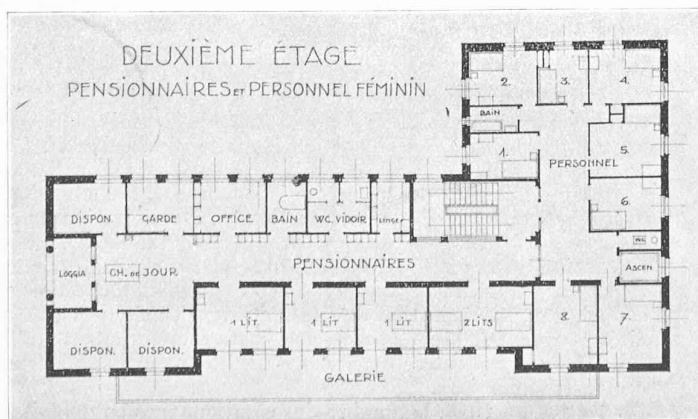 DEUXIÈME ÉTAGE
PENSIONNAIRES ET PERSONNEL FÉMININ
2. 3. 4.
BAIN
1. PERSONNEL 5.
6.
DISPON. GARDE OFFICE BAIN WC. VIDOIR LINGE
WC
LOGGIA CH. DE JOUR PENSIONNAIRES ASCEN
1 LIT 1 LIT 1 LIT 2 LITS 8. 7.
DISPON. DISPON.
GALERIE